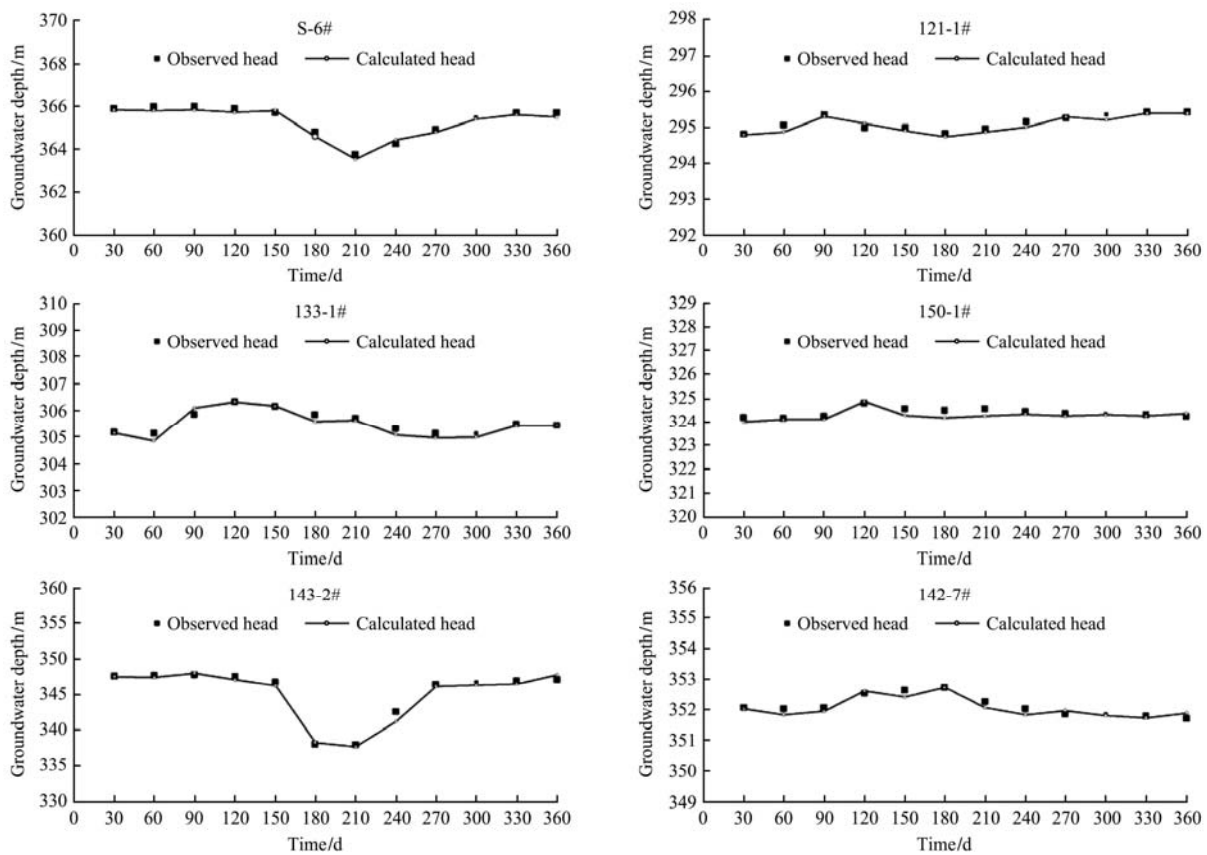 370
368
366
364
362
360
Groundwater depth/m
S-6#
Observed head
Calculated head
0 30 60 90 120 150 180 210 240 270 300 330 360
Time/d
298
297
296
295
294
293
292
Groundwater depth/m
121-1#
Observed head
Calculated head
0 30 60 90 120 150 180 210 240 270 300 330 360
Time/d
310
309
308
307
306
305
304
303
302
Groundwater depth/m
133-1#
Observed head
Calculated head
0 30 60 90 120 150 180 210 240 270 300 330 360
Time/d
329
328
327
326
325
324
323
322
321
320
Groundwater depth/m
150-1#
Observed head
Calculated head
0 30 60 90 120 150 180 210 240 270 300 330 360
Time/d
360
355
350
345
340
335
330
Groundwater depth/m
143-2#
Observed head
Calculated head
0 30 60 90 120 150 180 210 240 270 300 330 360
Time/d
356
355
354
353
352
351
350
349
Groundwater depth/m
142-7#
Observed head
Calculated head
0 30 60 90 120 150 180 210 240 270 300 330 360
Time/d